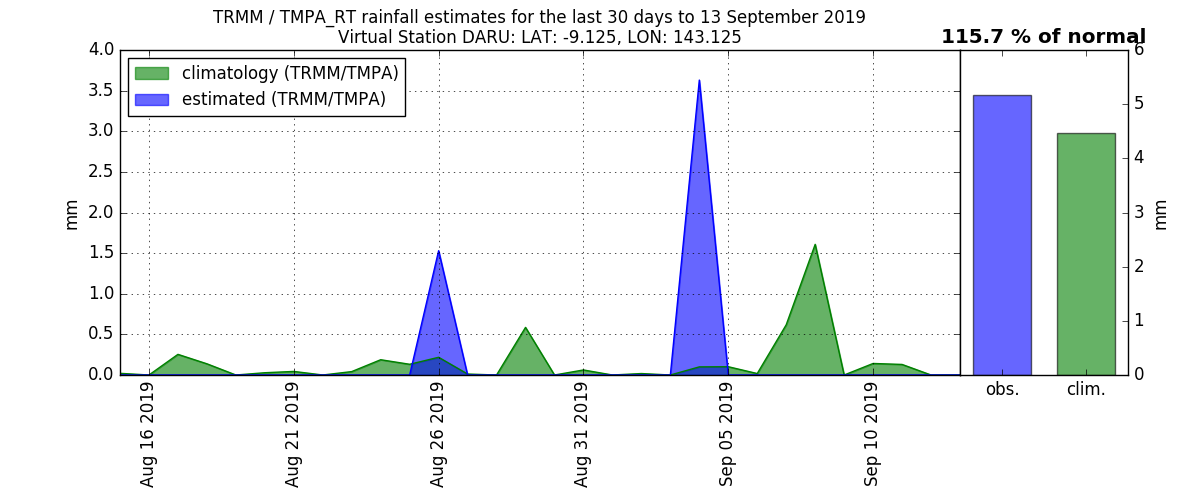 TRMM / TMPA_RT rainfall estimates for the last 30 days to 13 September 2019
Virtual Station DARU: LAT: -9.125, LON: 143.125
115.7 % of normal
climatology (TRMM/TMPA)
estimated (TRMM/TMPA)
4.0
3.5
3.0
2.5
2.0
1.5
1.0
0.5
0.0
mm
Aug 16 2019
Aug 21 2019
Aug 26 2019
Aug 31 2019
Sep 05 2019
Sep 10 2019
6
5
4
3
2
1
0
mm
obs.
clim.